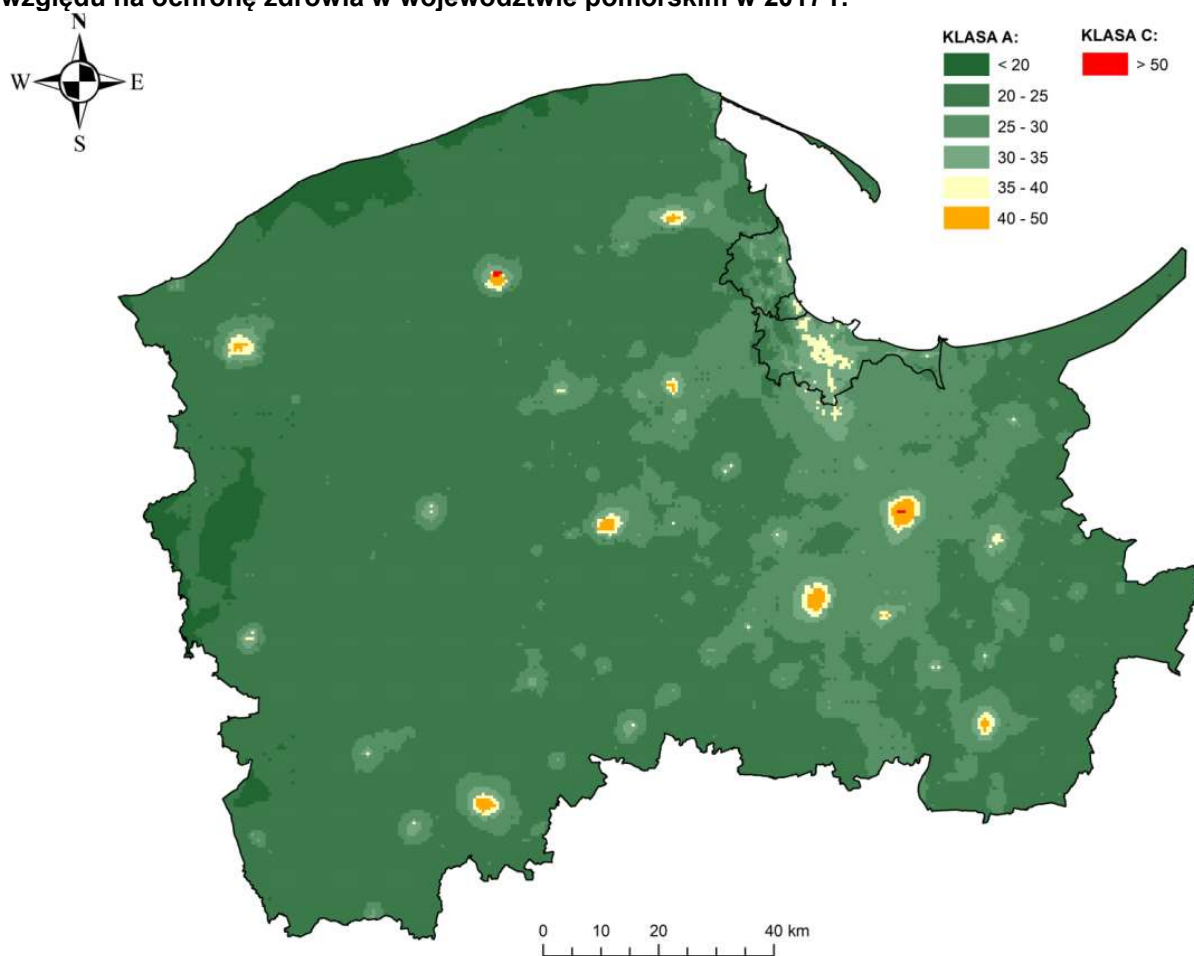 względu na ochronę zdrowia w województwie pomorskim w 2017 r.
N
W
E
S
KLASA A:
KLASA C:
< 20
> 50
20 - 25
25 - 30
30 - 35
35 - 40
40 - 50
0
10
20
40 km